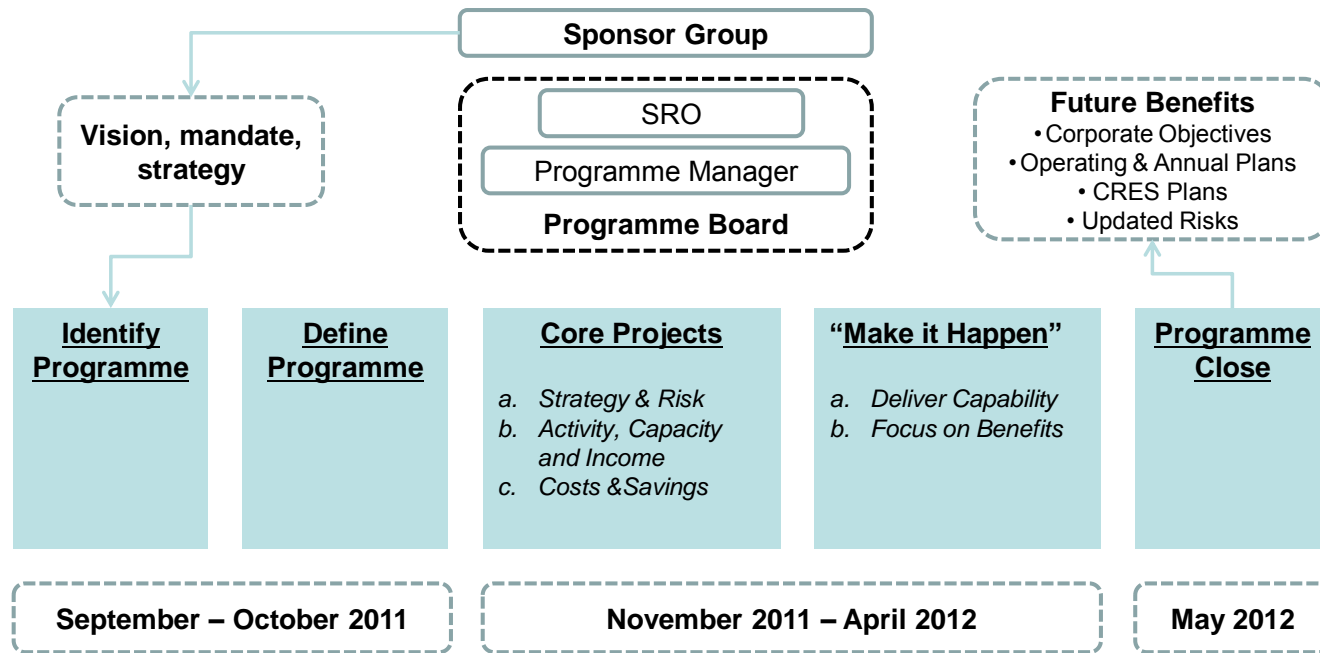 Sponsor Group
SRO
Programme Manager
Programme Board
Vision, mandate,
strategy
Future Benefits
• Corporate Objectives
• Operating & Annual Plans
• CRES Plans
• Updated Risks
Identify
Programme
Define
Programme
Core Projects
a. Strategy & Risk
b. Activity, Capacity
and Income
c. Costs &Savings
“Make it Happen”
a. Deliver Capability
b. Focus on Benefits
Programme
Close
September – October 2011
November 2011 – April 2012
May 2012